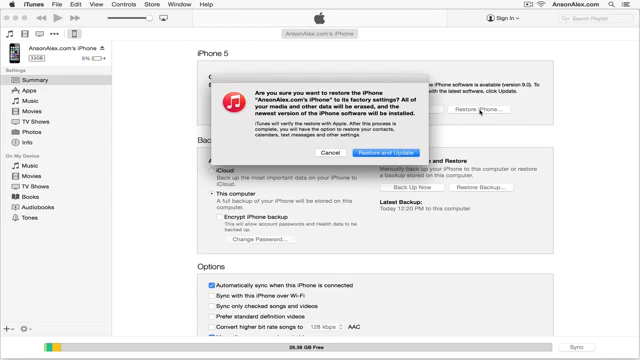 iTunes File Edit View Controls Store Window Help AnsonAlex.com
Sign In Search Playlist
AnsonAlex.com's iPhone
AnsonAlex.com's iPhone
32GB 9%
Settings
Summary
Apps
Music
Movies
TV Shows
Photos
Info
On My Device
Music
Movies
TV Shows
Books
Audiobooks
Tones
iPhone 5
Are you sure you want to restore the iPhone
“AnsonAlex.com's iPhone” to its factory settings? All of
your media and other data will be erased, and the
newest version of the iPhone software will be installed.
iTunes will verify the restore with Apple. After this process is
complete, you will have the option to restore your contacts,
calendars, text messages and other settings.
Cancel Restore and Update
iPhone software is available (version 9.0). To
with the latest software, click Update.
Restore iPhone...
iCloud
Back up the most important data on your iPhone to
iCloud.
This computer
A full backup of your iPhone will be stored on this
computer.
Encrypt iPhone backup
This will allow account passwords and Health data to be
backed up.
Change Password...
and Restore
Manually back up your iPhone to this computer or
restore a backup stored on this computer.
Back Up Now Restore Backup...
Latest Backup:
Today 12:20 PM to this computer
Options
Automatically sync when this iPhone is connected
Sync with this iPhone over Wi-Fi
Sync only checked songs and videos
Prefer standard definition videos
Convert higher bit rate songs to 128 kbps AAC
26.38 GB Free Sync